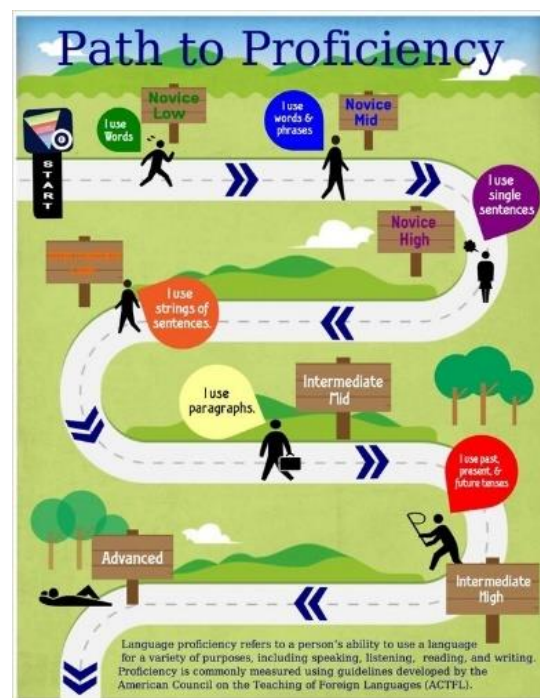 Path to Proficiency
Novice
Low
I use
Words
I use
words &
phrases
Novice
Mid
START
I use
single
sentences
Novice
High
I use
strings of
sentences.
I use
paragraphs.
Intermediate
Mid
I use past,
present, &
future tenses
Advanced
Intermediate
High
Language proficiency refers to a person's ability to use a language
for a variety of purposes, including speaking, listening, reading, and writing.
Proficiency is commonly measured using guidelines developed by the
American Council on the Teaching of Foreign Languages (ACTFL).